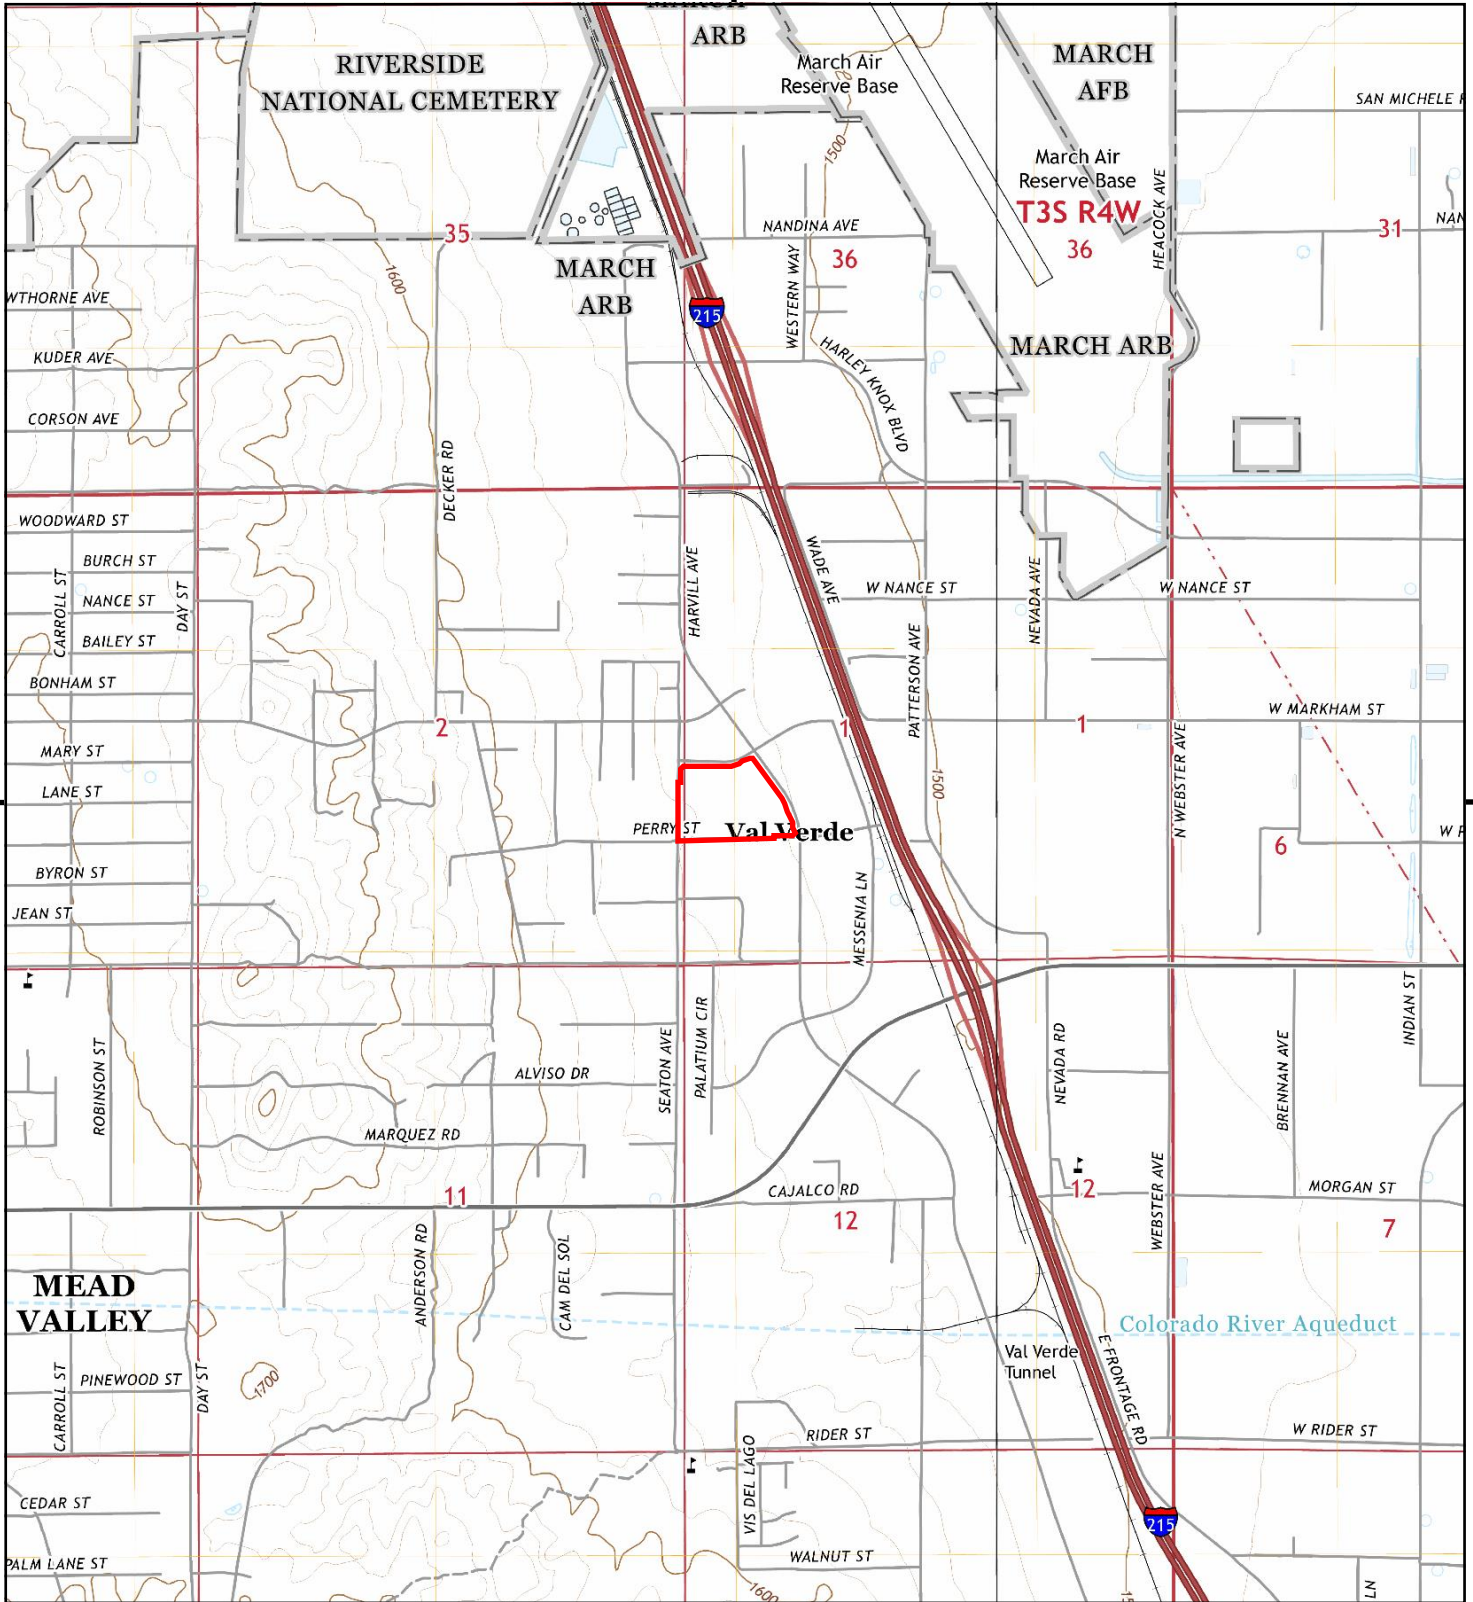 MARCH
ARB
March Air
Reserve Base
MARCH
AFB
RIVERSIDE
NATIONAL CEMETERY
SAN MICHELE
1500
March Air
Reserve Base
T3S R4W
36
HEACOCK AVE
31
NAN
35
NANDINA AVE
36
WESTERN WAY
1600
MARCH
ARB
WTHORNE AVE
215
KUDER AVE
HARLEY KNOX BLVD
MARCH ARB
CORSON AVE
DECKER RD
WOODWARD ST
BURCH ST
CARROLL ST
NANCE ST
DAY ST
BAILEY ST
BONHAM ST
HARVILL AVE
WADE AVE
W NANCE ST
NEVADA AVE
W NANCE ST
PATTERSON AVE
W MARKHAM ST
2
1
1
MARY ST
LANE ST
N WEBSTER AVE
1500
PERRY ST
Val Verde
6
BYRON ST
JEAN ST
MESSENIA LN
INDIAN ST
ROBINSON ST
SEATON AVE
PALATIUM CIR
NEVADA RD
BRENNAN AVE
ALVISO DR
MARQUEZ RD
11
CAJALCO RD
12
12
WEBSTER AVE
MORGAN ST
7
MEAD
VALLEY
ANDERSON RD
CAM DEL SOL
Colorado River Aqueduct
Val Verde
Tunnel
E FRONTAGE RD
CARROLL ST
PINEWOOD ST
DAY ST
1700
RIDER ST
W RIDER ST
VIS DEL LAGO
CEDAR ST
215
PALM LANE ST
WALNUT ST
1600
LN